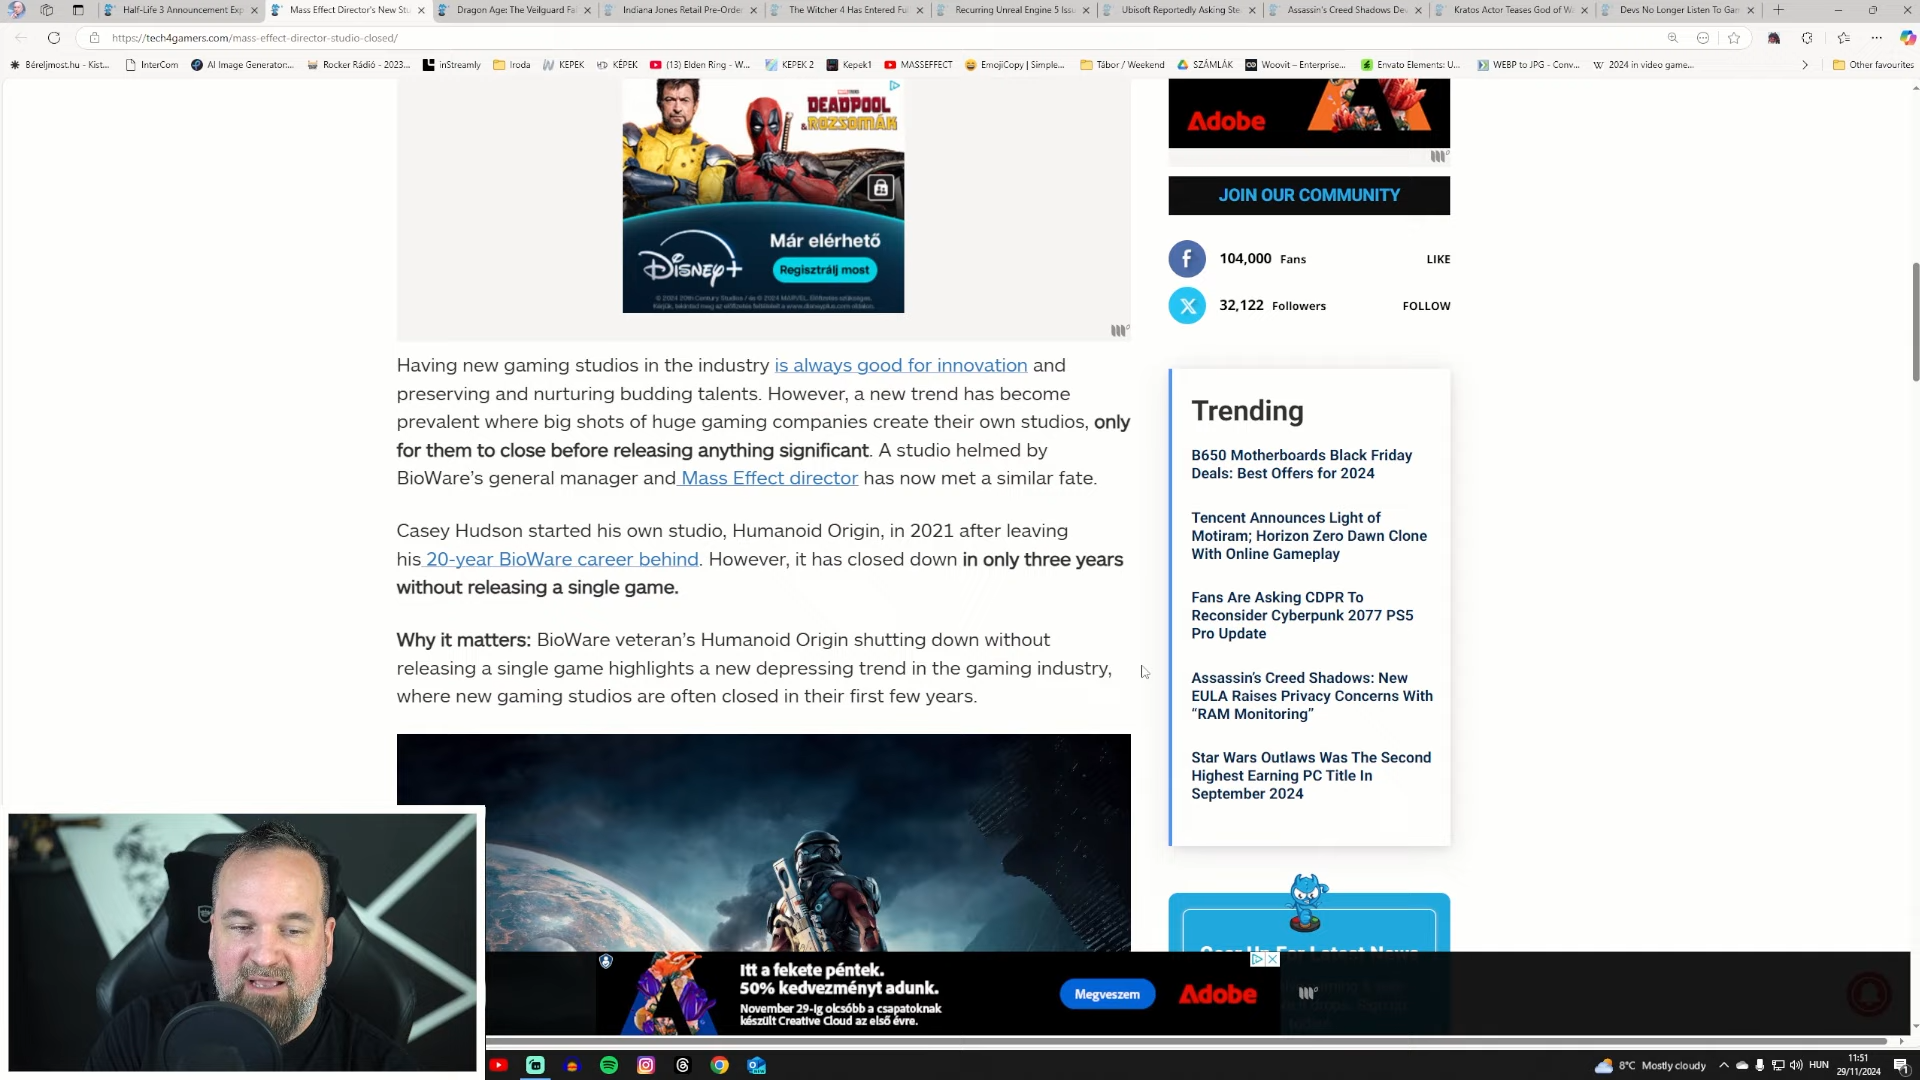 Half-Life 3 Announcement Exp
Mass Effect Director's New Stu
Dragon Age: The Veilguard Fai
Indiana Jones Retail Pre-Order
The Witcher 4 Has Entered Ful
Recurring Unreal Engine 5 Issu
Ubisoft Reportedly Asking Ste
Assassin's Creed Shadows Dev
Kratos Actor Teases God of W
Devs No Longer Listen To Gam
https://tech4gamers.com/mass-effect-director-studio-closed/
Béreljmost.hu - Kist...
InterCom
AI Image Generaton:...
Rocker Rádió - 2023...
inStreamly
Iroda
KEPEK
KÉPEK
(13) Elden Ring - W...
KEPEK 2
Kepek1
MASSEFFECT
EmojiCopy | Simple...
Tábor / Weekend
SZÁMLÁK
Woovit – Enterprise...
Envato Elements: U...
WEBP to JPG - Conv...
2024 in video game...
Other favourites
DEADPOOL
& ROZSOMÁK
Már elérhető
Disney+
Regisztrálj most
Adobe
JOIN OUR COMMUNITY
104,000 Fans LIKE
32,122 Followers FOLLOW
Having new gaming studios in the industry is always good for innovation and
preserving and nurturing budding talents. However, a new trend has become
prevalent where big shots of huge gaming companies create their own studios, only
for them to close before releasing anything significant. A studio helmed by
BioWare's general manager and Mass Effect director has now met a similar fate.
Casey Hudson started his own studio, Humanoid Origin, in 2021 after leaving
his 20-year BioWare career behind. However, it has closed down in only three years
without releasing a single game.
Why it matters: BioWare veteran's Humanoid Origin shutting down without
releasing a single game highlights a new depressing trend in the gaming industry,
where new gaming studios are often closed in their first few years.
Trending
B650 Motherboards Black Friday
Deals: Best Offers for 2024
Tencent Announces Light of
Motiram; Horizon Zero Dawn Clone
With Online Gameplay
Fans Are Asking CDPR To
Reconsider Cyberpunk 2077 PS5
Pro Update
Assassin's Creed Shadows: New
EULA Raises Privacy Concerns With
“RAM Monitoring”
Star Wars Outlaws Was The Second
Highest Earning PC Title In
September 2024
Gear Up For Latest News
Itt a fekete péntek.
50% kedvezményt adunk.
November 29-ig olcsóbb a csapatoknak
készült Creative Cloud az első évre.
Megveszem
Adobe
8°C Mostly cloudy
HUN
11:51
29/11/2024